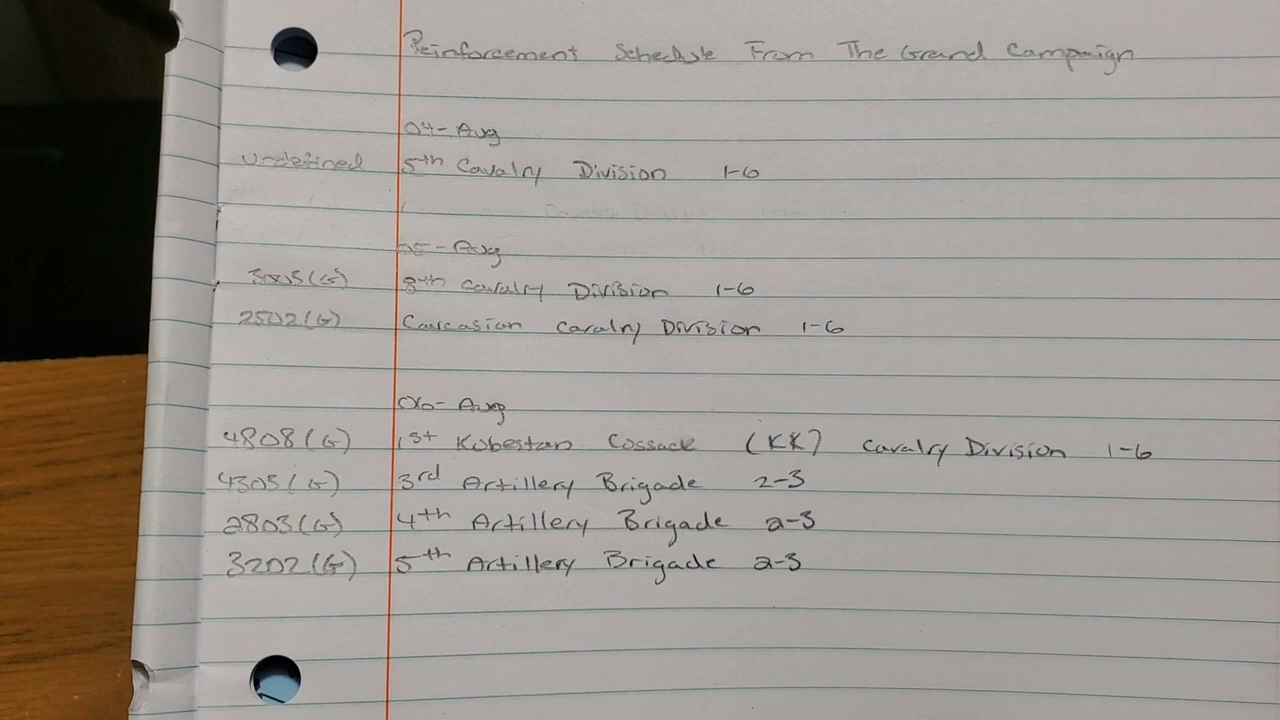 Reinforcement Schedule From The Grand Campaign
04-Aug
undefined 5th Cavalry Division 1-6
-Aug
8th Cavalry Division 1-6
2502(G) Caucasian Cavalry Division 1-6
06-Aug
4808(G) 1st Kubestan Cossack (KK) Cavalry Division 1-6
4305(G) 3rd Artillery Brigade 2-3
2803(G) 4th Artillery Brigade 2-3
3202(G) 5th Artillery Brigade 2-3